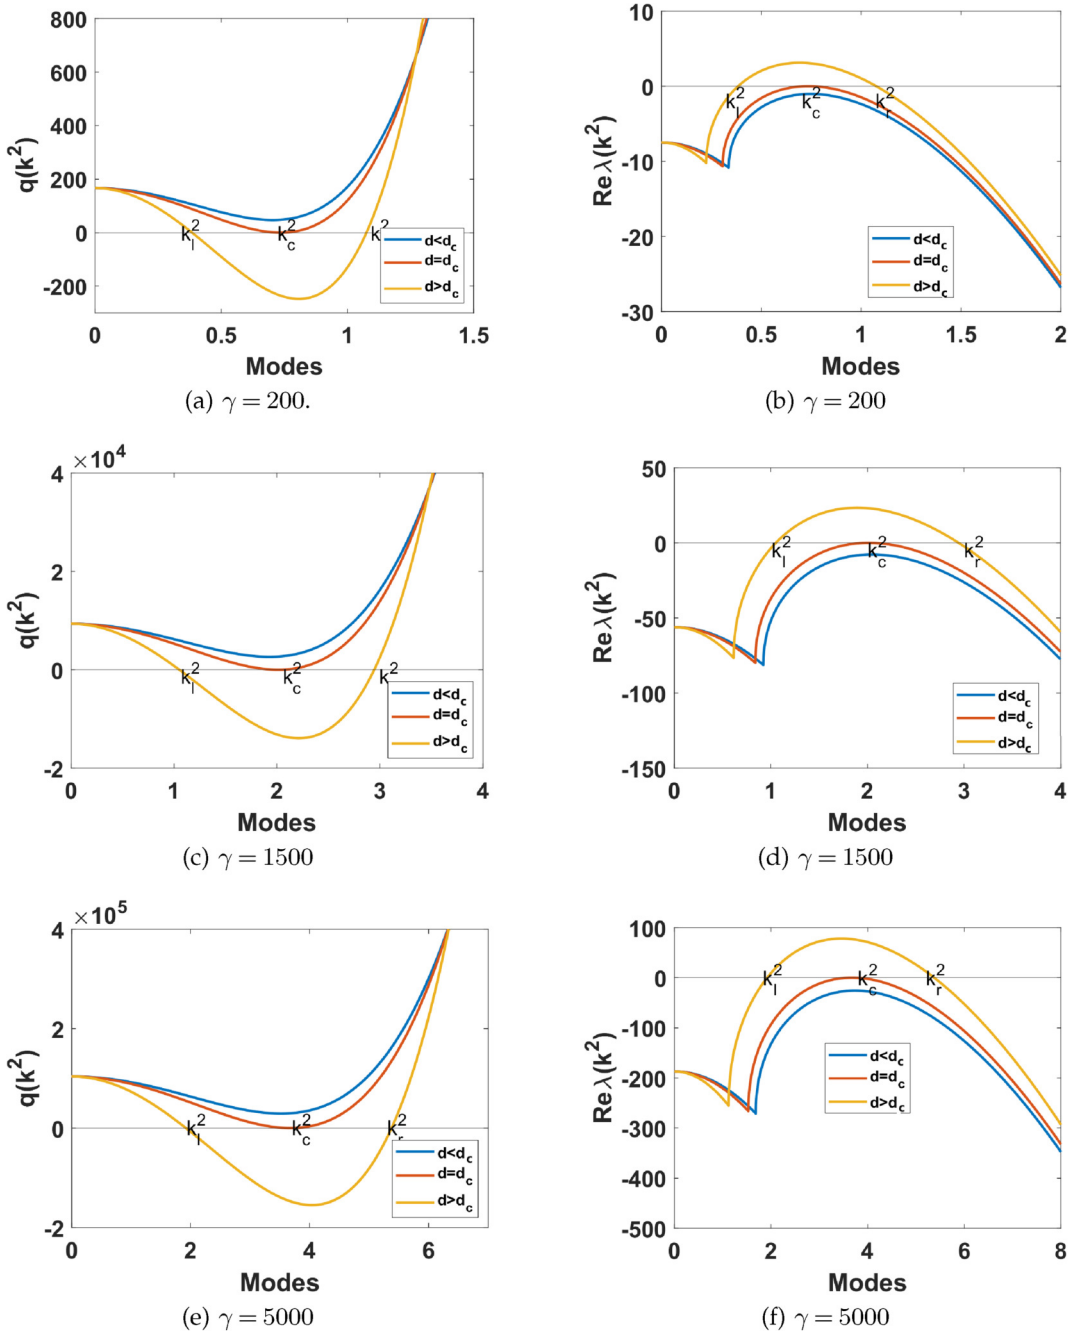 800
600
400
200
0
-200
q(k²)
k_l²
k_c²
k²
d<d_c
d=d_c
d>d_c
0 0.5 1 1.5
Modes
(a) γ = 200.
10
0
-10
-20
-30
Re λ(k²)
k_l²
k_c²
k_r²
d<d_c
d=d_c
d>d_c
0 0.5 1 1.5 2
Modes
(b) γ = 200
×10⁴
4
2
0
-2
q(k²)
k_l²
k_c²
k²
d<d_c
d=d_c
d>d_c
0 1 2 3 4
Modes
(c) γ = 1500
50
0
-50
-100
-150
Re λ(k²)
k_l²
k_c²
k_r²
d<d_c
d=d_c
d>d_c
0 1 2 3 4
Modes
(d) γ = 1500
×10⁵
4
2
0
-2
q(k²)
k_l²
k_c²
k_r²
d<d_c
d=d_c
d>d_c
0 2 4 6
Modes
(e) γ = 5000
100
0
-100
-200
-300
-400
-500
Re λ(k²)
k_l²
k_c²
k_r²
d<d_c
d=d_c
d>d_c
0 2 4 6 8
Modes
(f) γ = 5000